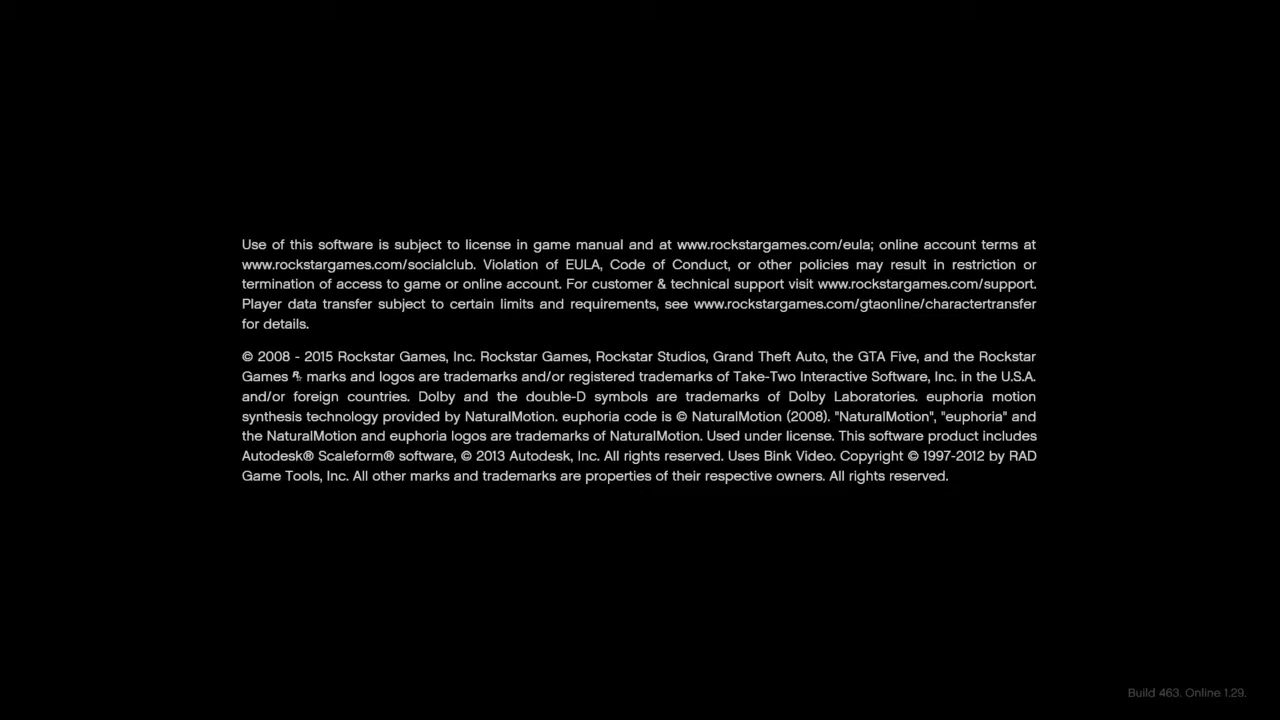 Use of this software is subject to license in game manual and at www.rockstargames.com/eula; online account terms at
www.rockstargames.com/socialclub. Violation of EULA, Code of Conduct, or other policies may result in restriction or
termination of access to game or online account. For customer & technical support visit www.rockstargames.com/support.
Player data transfer subject to certain limits and requirements, see www.rockstargames.com/gtaonline/charactertransfer
for details.
© 2008 - 2015 Rockstar Games, Inc. Rockstar Games, Rockstar Studios, Grand Theft Auto, the GTA Five, and the Rockstar
Games R* marks and logos are trademarks and/or registered trademarks of Take-Two Interactive Software, Inc. in the U.S.A.
and/or foreign countries. Dolby and the double-D symbols are trademarks of Dolby Laboratories. euphoria motion
synthesis technology provided by NaturalMotion. euphoria code is © NaturalMotion (2008). "NaturalMotion", "euphoria" and
the NaturalMotion and euphoria logos are trademarks of NaturalMotion. Used under license. This software product includes
Autodesk® Scaleform® software, © 2013 Autodesk, Inc. All rights reserved. Uses Bink Video. Copyright © 1997-2012 by RAD
Game Tools, Inc. All other marks and trademarks are properties of their respective owners. All rights reserved.
Build 463. Online 1.29.